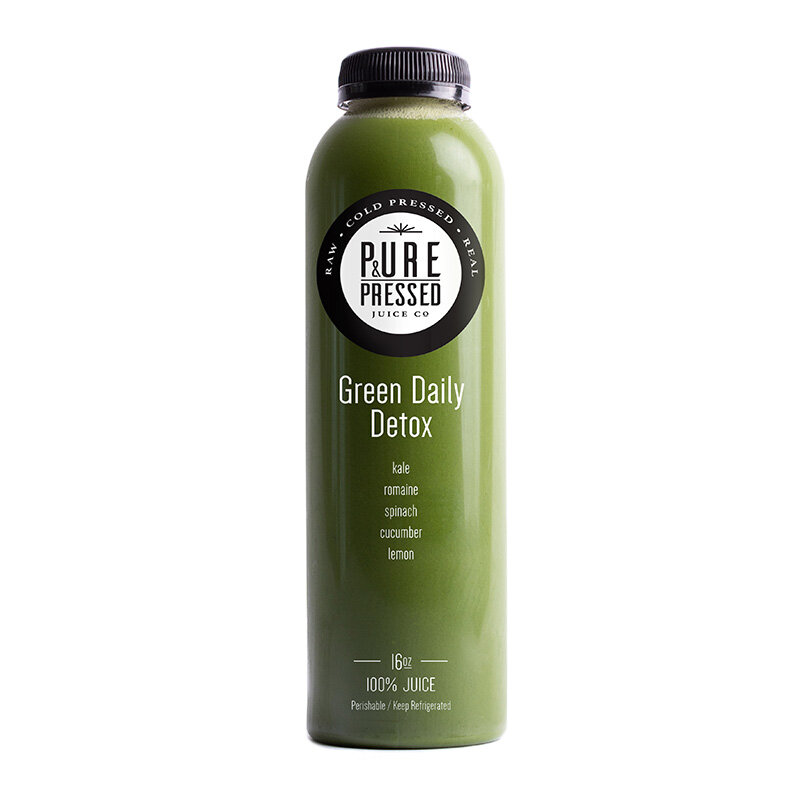 RAW • COLD PRESSED • REAL
PURE
&
PRESSED
JUICE CO
Green Daily
Detox
kale
romaine
spinach
cucumber
lemon
16oz
100% JUICE
Perishable / Keep Refrigerated